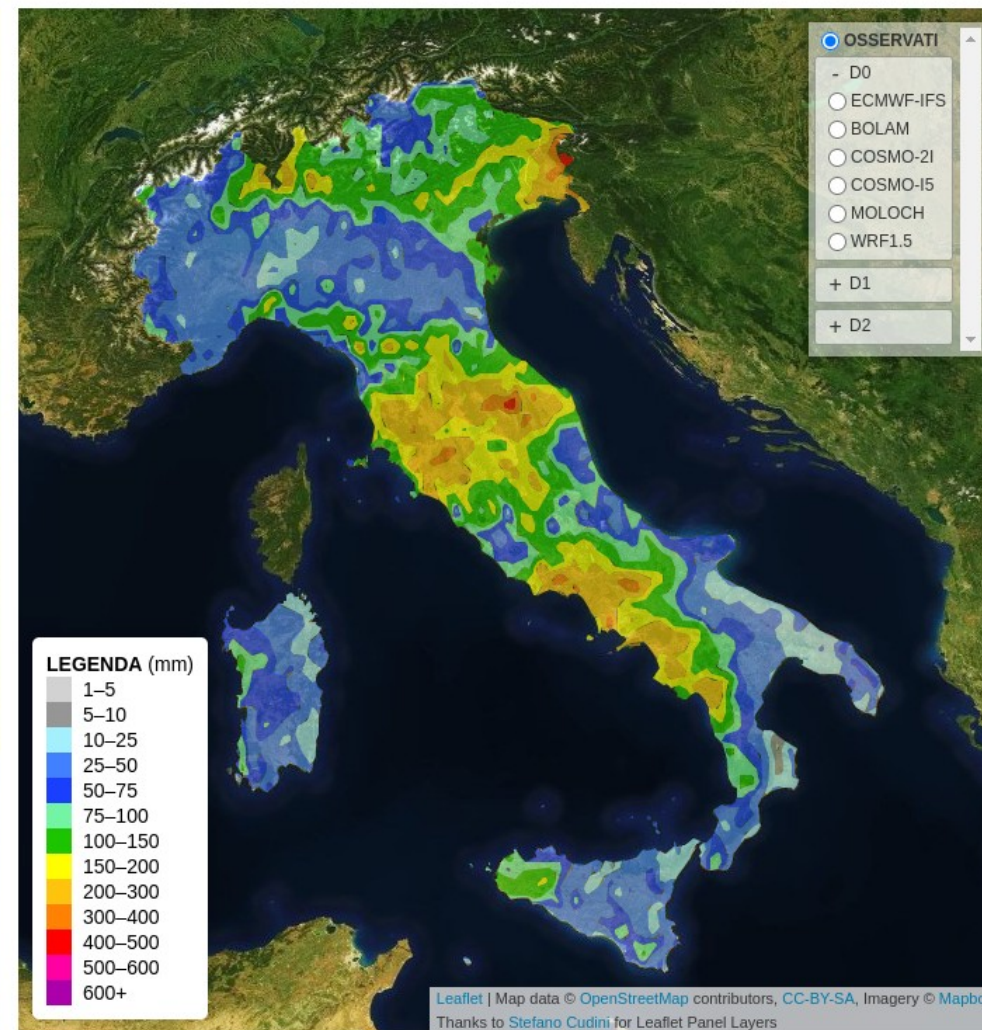 OSSERVATI
- D0
ECMWF-IFS
BOLAM
COSMO-2I
COSMO-I5
MOLOCH
WRF1.5
+ D1
+ D2
LEGENDA (mm)
1–5
5–10
10–25
25–50
50–75
75–100
100–150
150–200
200–300
300–400
400–500
500–600
600+
Leaflet | Map data © OpenStreetMap contributors, CC-BY-SA, Imagery © Mapbo
Thanks to Stefano Cudini for Leaflet Panel Layers